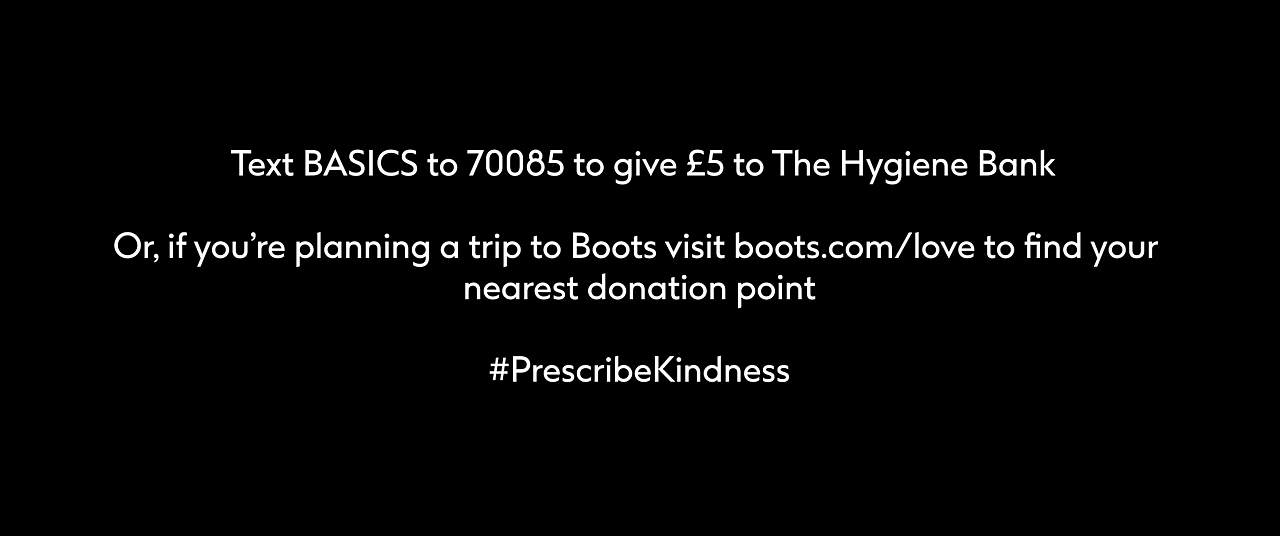 Text BASICS to 70085 to give £5 to The Hygiene Bank
Or, if you’re planning a trip to Boots visit boots.com/love to find your
nearest donation point
#PrescribeKindness